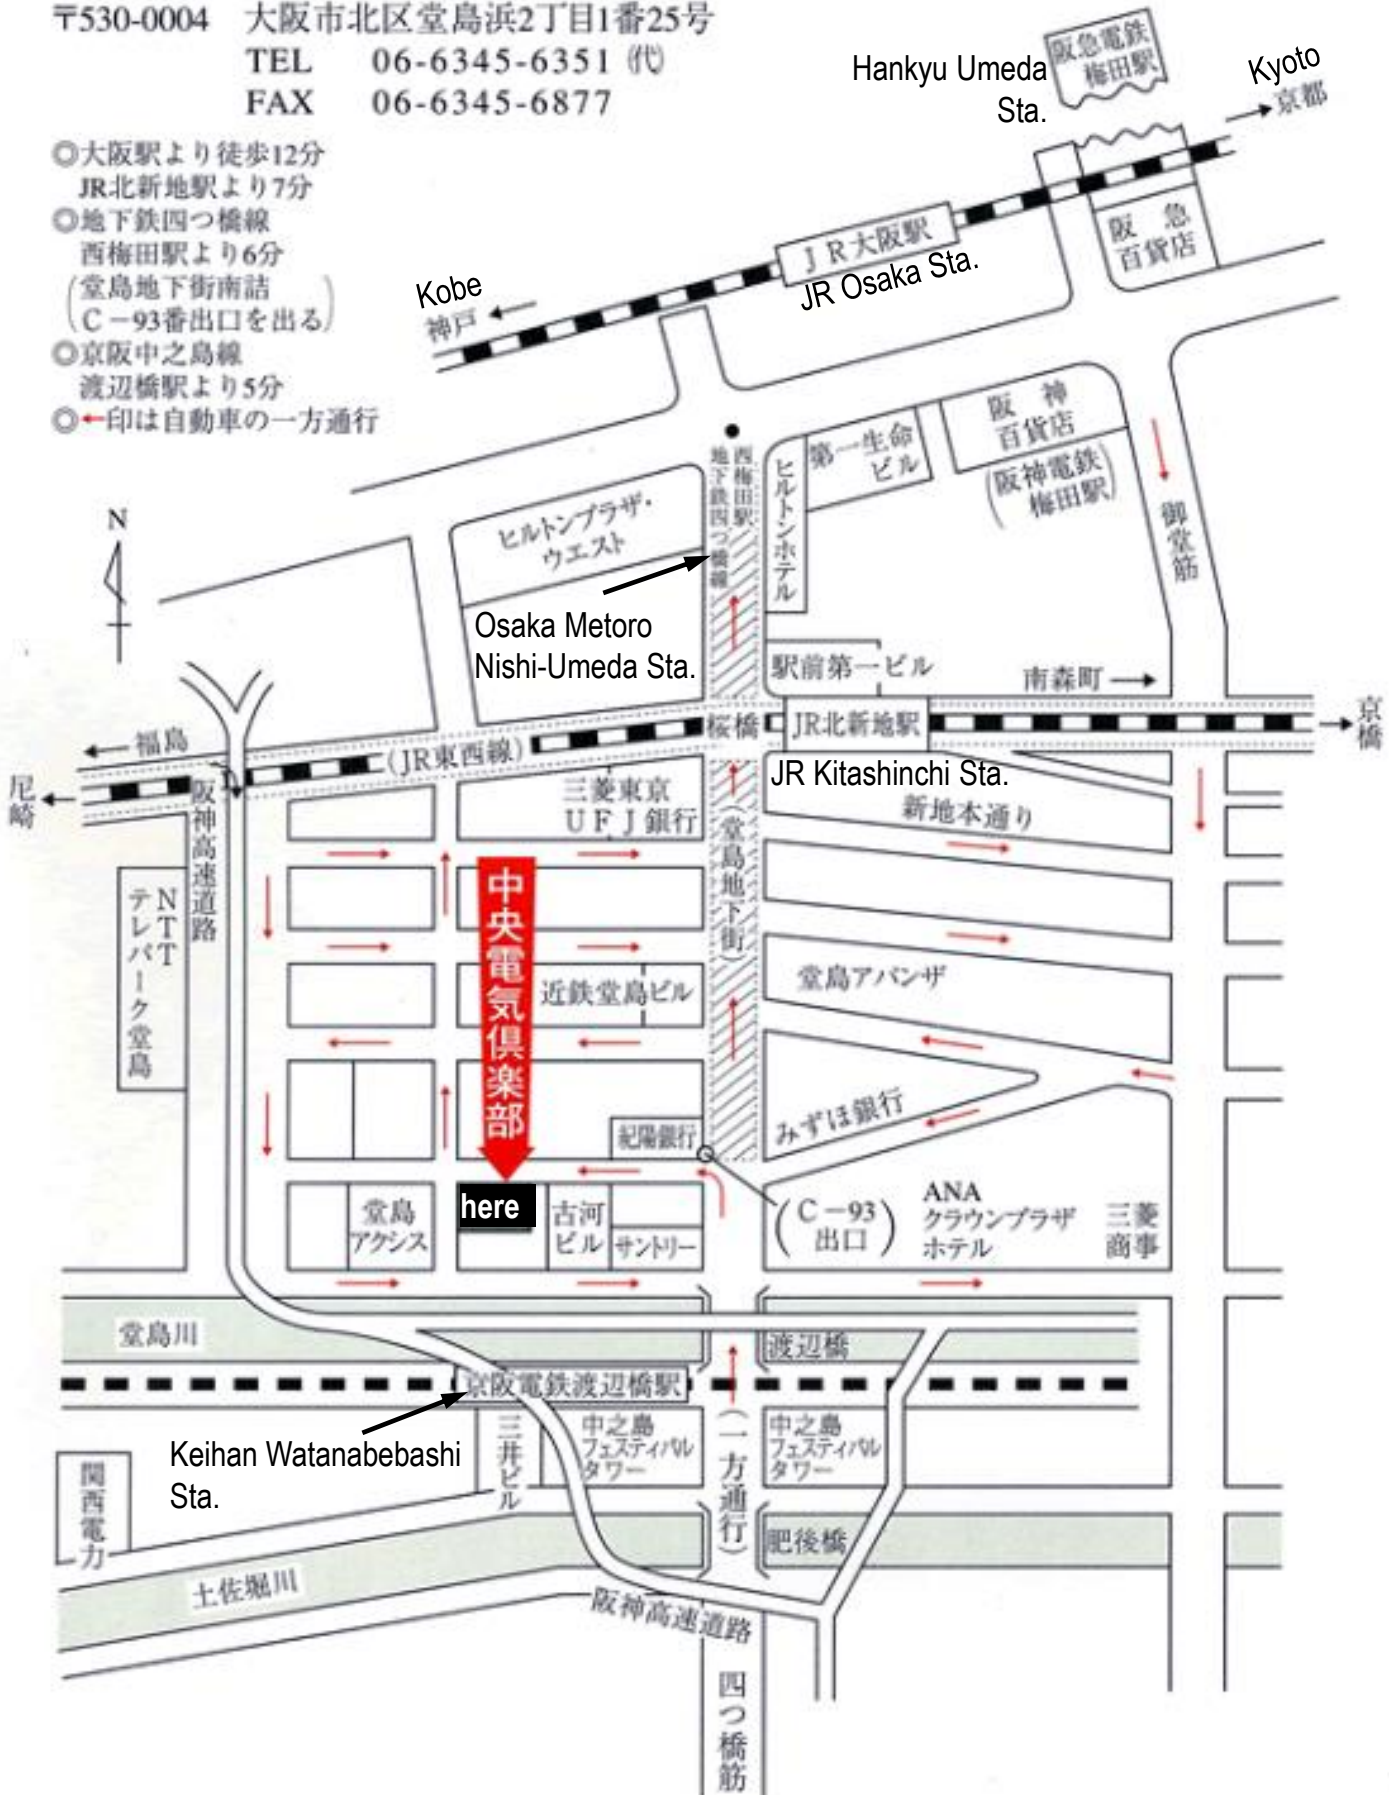 〒530-0004 大阪市北区堂島浜2丁目1番25号
TEL 06-6345-6351 (代)
FAX 06-6345-6877
◎大阪駅より徒歩12分
JR北新地駅より7分
◎地下鉄四つ橋線
西梅田駅より6分
(堂島地下街南詰
C-93番出口を出る)
◎京阪中之島線
渡辺橋駅より5分
◎←印は自動車の一方通行
Hankyu Umeda
Sta.
阪急電鉄
梅田駅
Kyoto
京都
阪急
百貨店
JR大阪駅
JR Osaka Sta.
Kobe
神戸
N
阪神
百貨店
(阪神電鉄
梅田駅)
第一生命
ビル
ヒルトンホテル
西梅田駅
地下鉄四つ橋線
ヒルトンプラザ・
ウエスト
御堂筋
Osaka Metoro
Nishi-Umeda Sta.
駅前第一ビル
南森町
桜橋
JR北新地駅
京橋
福島
(JR東西線)
尼崎
JR Kitashinchi Sta.
阪神高速道路
三菱東京
UFJ銀行
新地本通り
(堂島地下街)
中央電気倶楽部
NTT
テレパーク堂島
近鉄堂島ビル
堂島アバンザ
みずほ銀行
紀陽銀行
here
堂島
アクシス
古河
ビル
サントリー
(C-93
出口)
ANA
クラウンプラザ
ホテル
三菱
商事
堂島川
渡辺橋
京阪電鉄渡辺橋駅
Keihan Watanabebashi
Sta.
三井ビル
中之島
フェスティバル
タワー
(一方通行)
中之島
フェスティバル
タワー
関西電力
肥後橋
土佐堀川
阪神高速道路
四つ橋筋